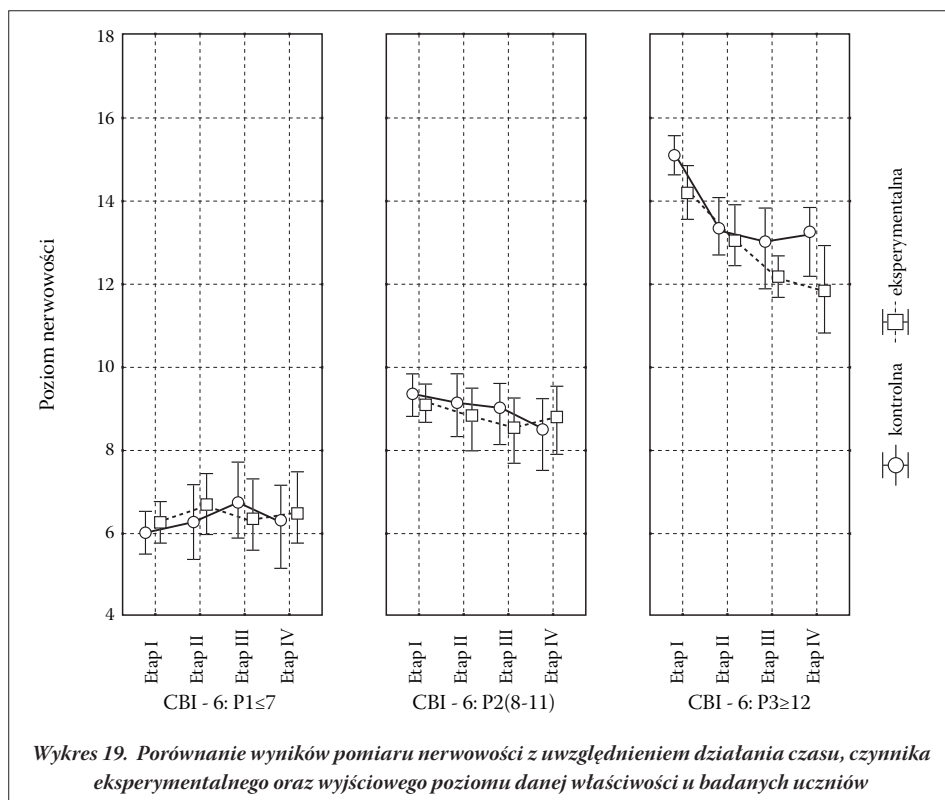 18
16
14
12
10
8
6
4
Poziom nerwowości
Etap I
Etap II
Etap III
Etap IV
CBI - 6: P1≤7
Etap I
Etap II
Etap III
Etap IV
CBI - 6: P2(8-11)
Etap I
Etap II
Etap III
Etap IV
CBI - 6: P3≥12
eksperymentalna
kontrolna
Wykres 19. Porównanie wyników pomiaru nerwowości z uwzględnieniem działania czasu, czynnika
eksperymentalnego oraz wyjściowego poziomu danej właściwości u badanych uczniów